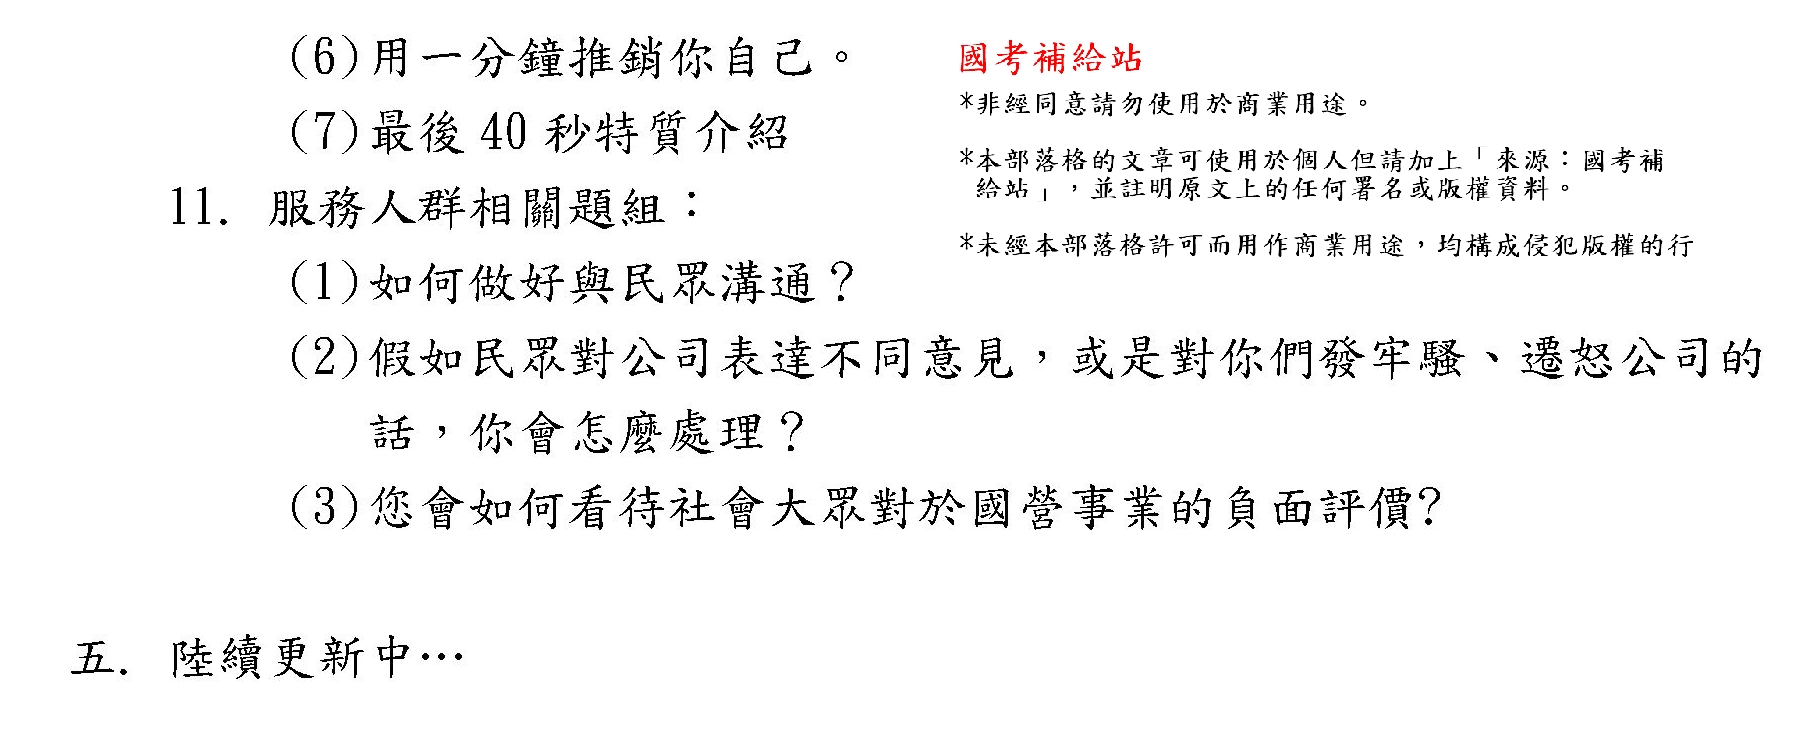 (6)用一分鐘推銷你自己。
(7)最後 40 秒特質介紹
11. 服務人群相關題組：
(1)如何做好與民眾溝通？
(2)假如民眾對公司表達不同意見，或是對你們發牢騷、遷怒公司的
話，你會怎麼處理？
(3)您會如何看待社會大眾對於國營事業的負面評價?
五. 陸續更新中…
國考補給站
*非經同意請勿使用於商業用途。
*本部落格的文章可使用於個人但請加上「來源：國考補
給站」，並註明原文上的任何署名或版權資料。
*未經本部落格許可而用作商業用途，均構成侵犯版權的行